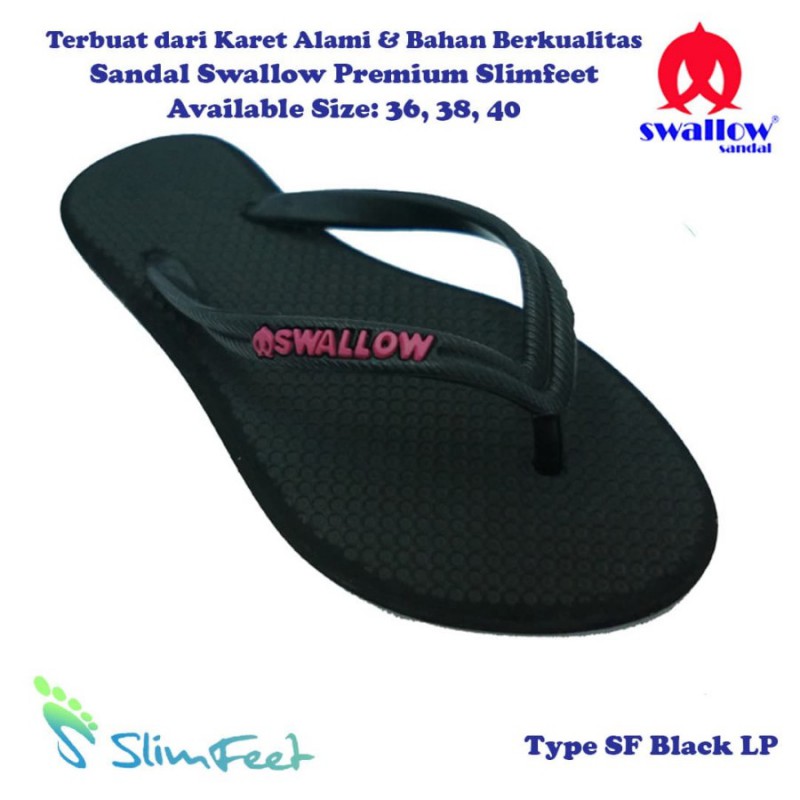 Terbuat dari Karet Alami & Bahan Berkualitas
Sandal Swallow Premium Slimfeet
Available Size: 36, 38, 40
swallow®
sandal
SWALLOW
SlimFeet
Type SF Black LP